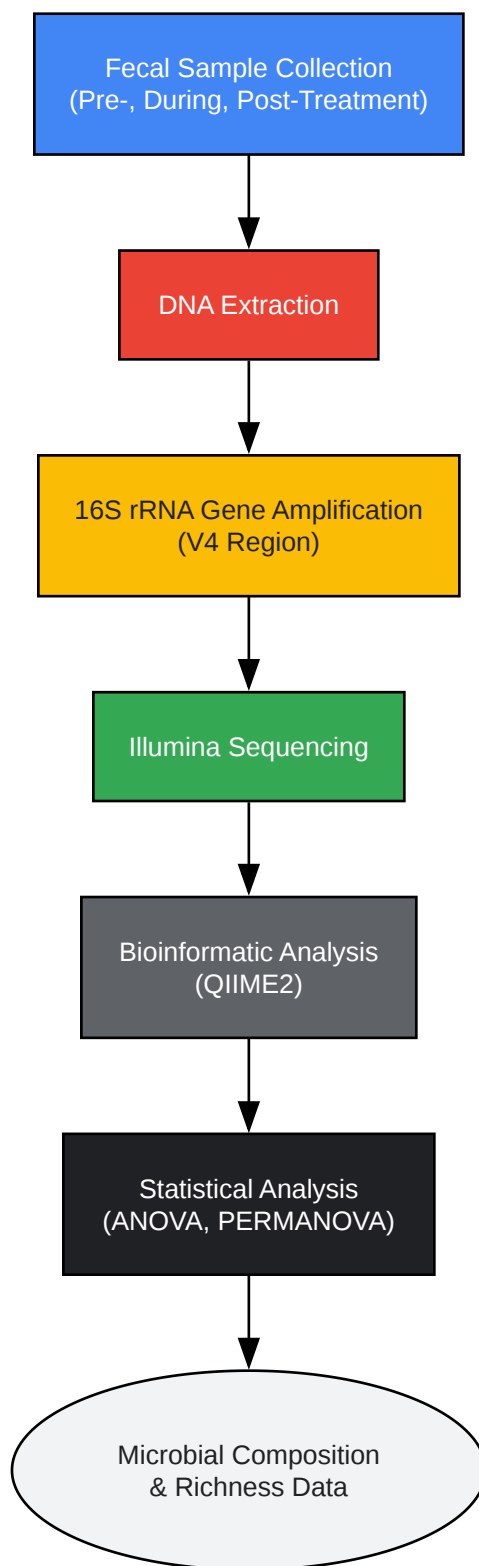 Fecal Sample Collection
(Pre-, During, Post-Treatment)
DNA Extraction
16S rRNA Gene Amplification
(V4 Region)
Illumina Sequencing
Bioinformatic Analysis
(QIIME2)
Statistical Analysis
(ANOVA, PERMANOVA)
Microbial Composition
& Richness Data